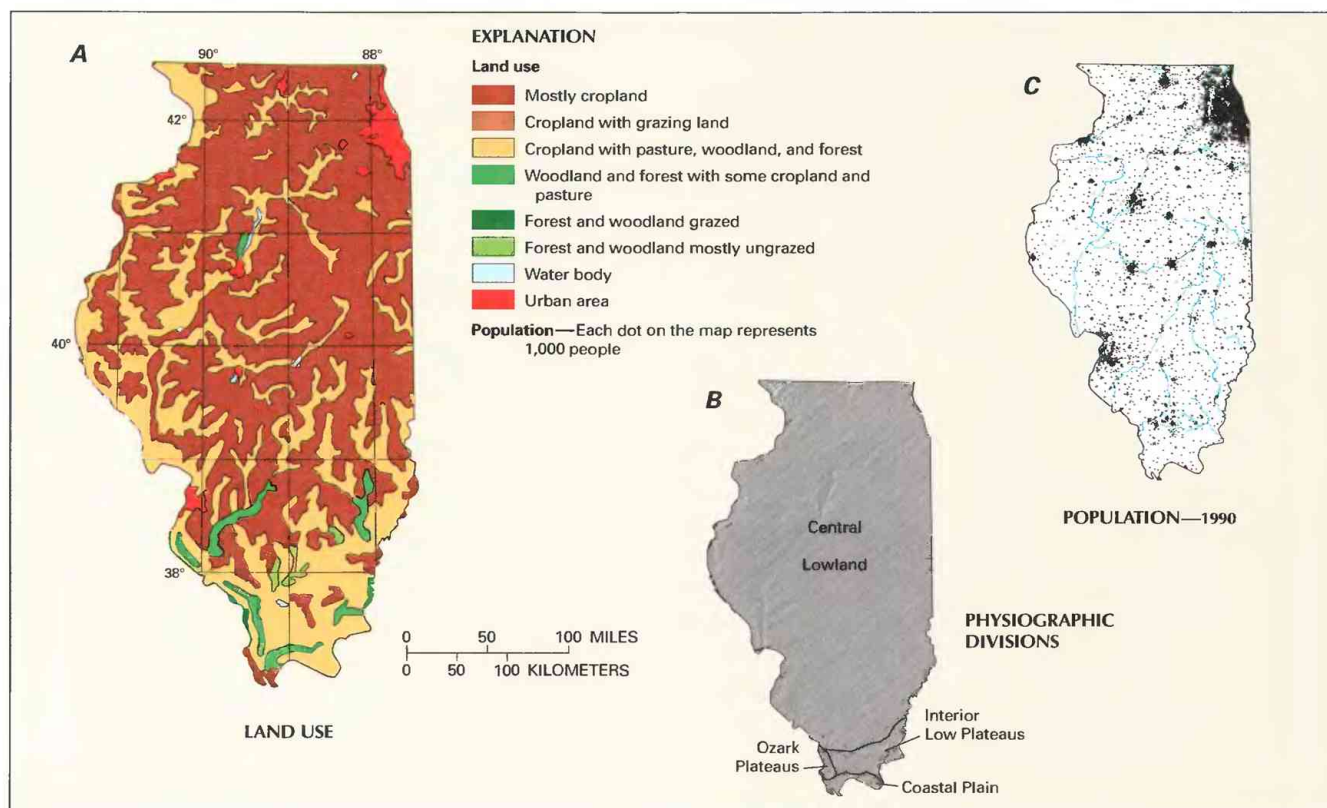 A
90°
88°
42°
40°
38°
0 50 100 MILES
0 50 100 KILOMETERS
LAND USE
EXPLANATION
Land use
Mostly cropland
Cropland with grazing land
Cropland with pasture, woodland, and forest
Woodland and forest with some cropland and
pasture
Forest and woodland grazed
Forest and woodland mostly ungrazed
Water body
Urban area
Population—Each dot on the map represents
1,000 people
B
Central
Lowland
Interior
Low Plateaus
Ozark
Plateaus
Coastal Plain
PHYSIOGRAPHIC
DIVISIONS
C
POPULATION—1990